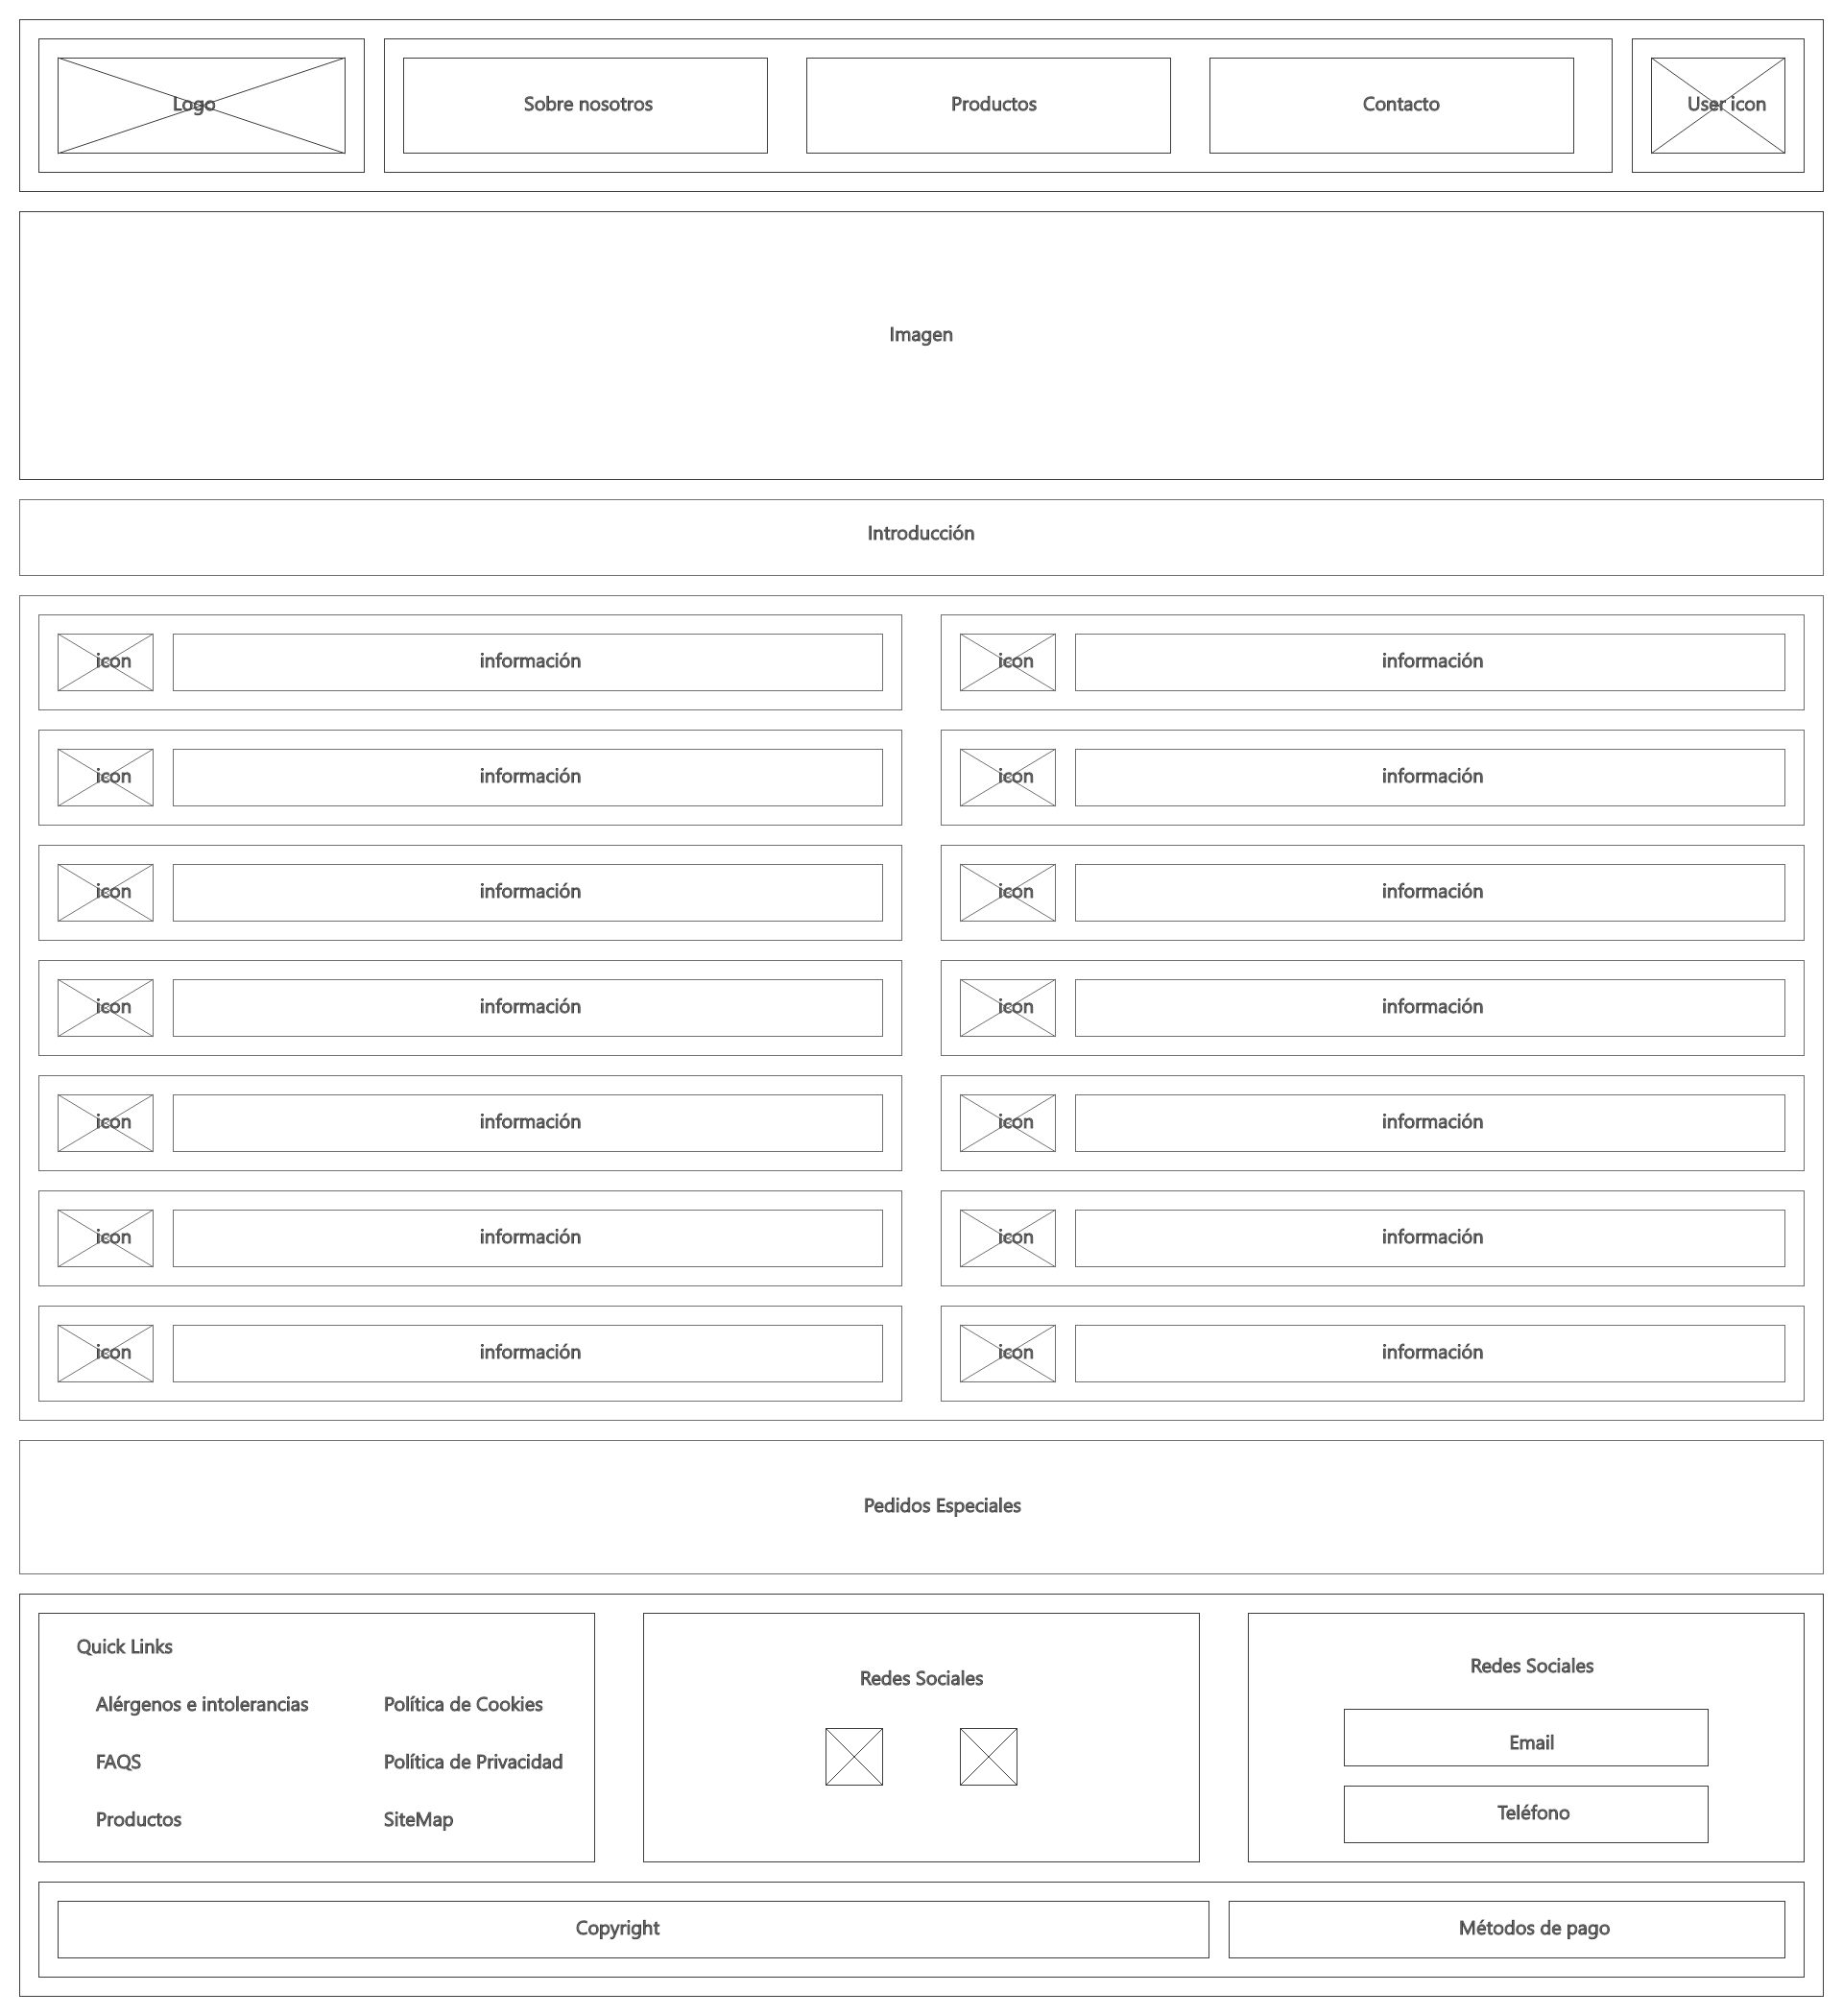 Logo
Sobre nosotros
Productos
Contacto
User icon
Imagen
Introducción
icon
información
icon
información
icon
información
icon
información
icon
información
icon
información
icon
información
icon
información
icon
información
icon
información
icon
información
icon
información
icon
información
icon
información
Pedidos Especiales
Quick Links
Alérgenos e intolerancias
Política de Cookies
FAQS
Política de Privacidad
Productos
SiteMap
Redes Sociales
Redes Sociales
Email
Teléfono
Copyright
Métodos de pago